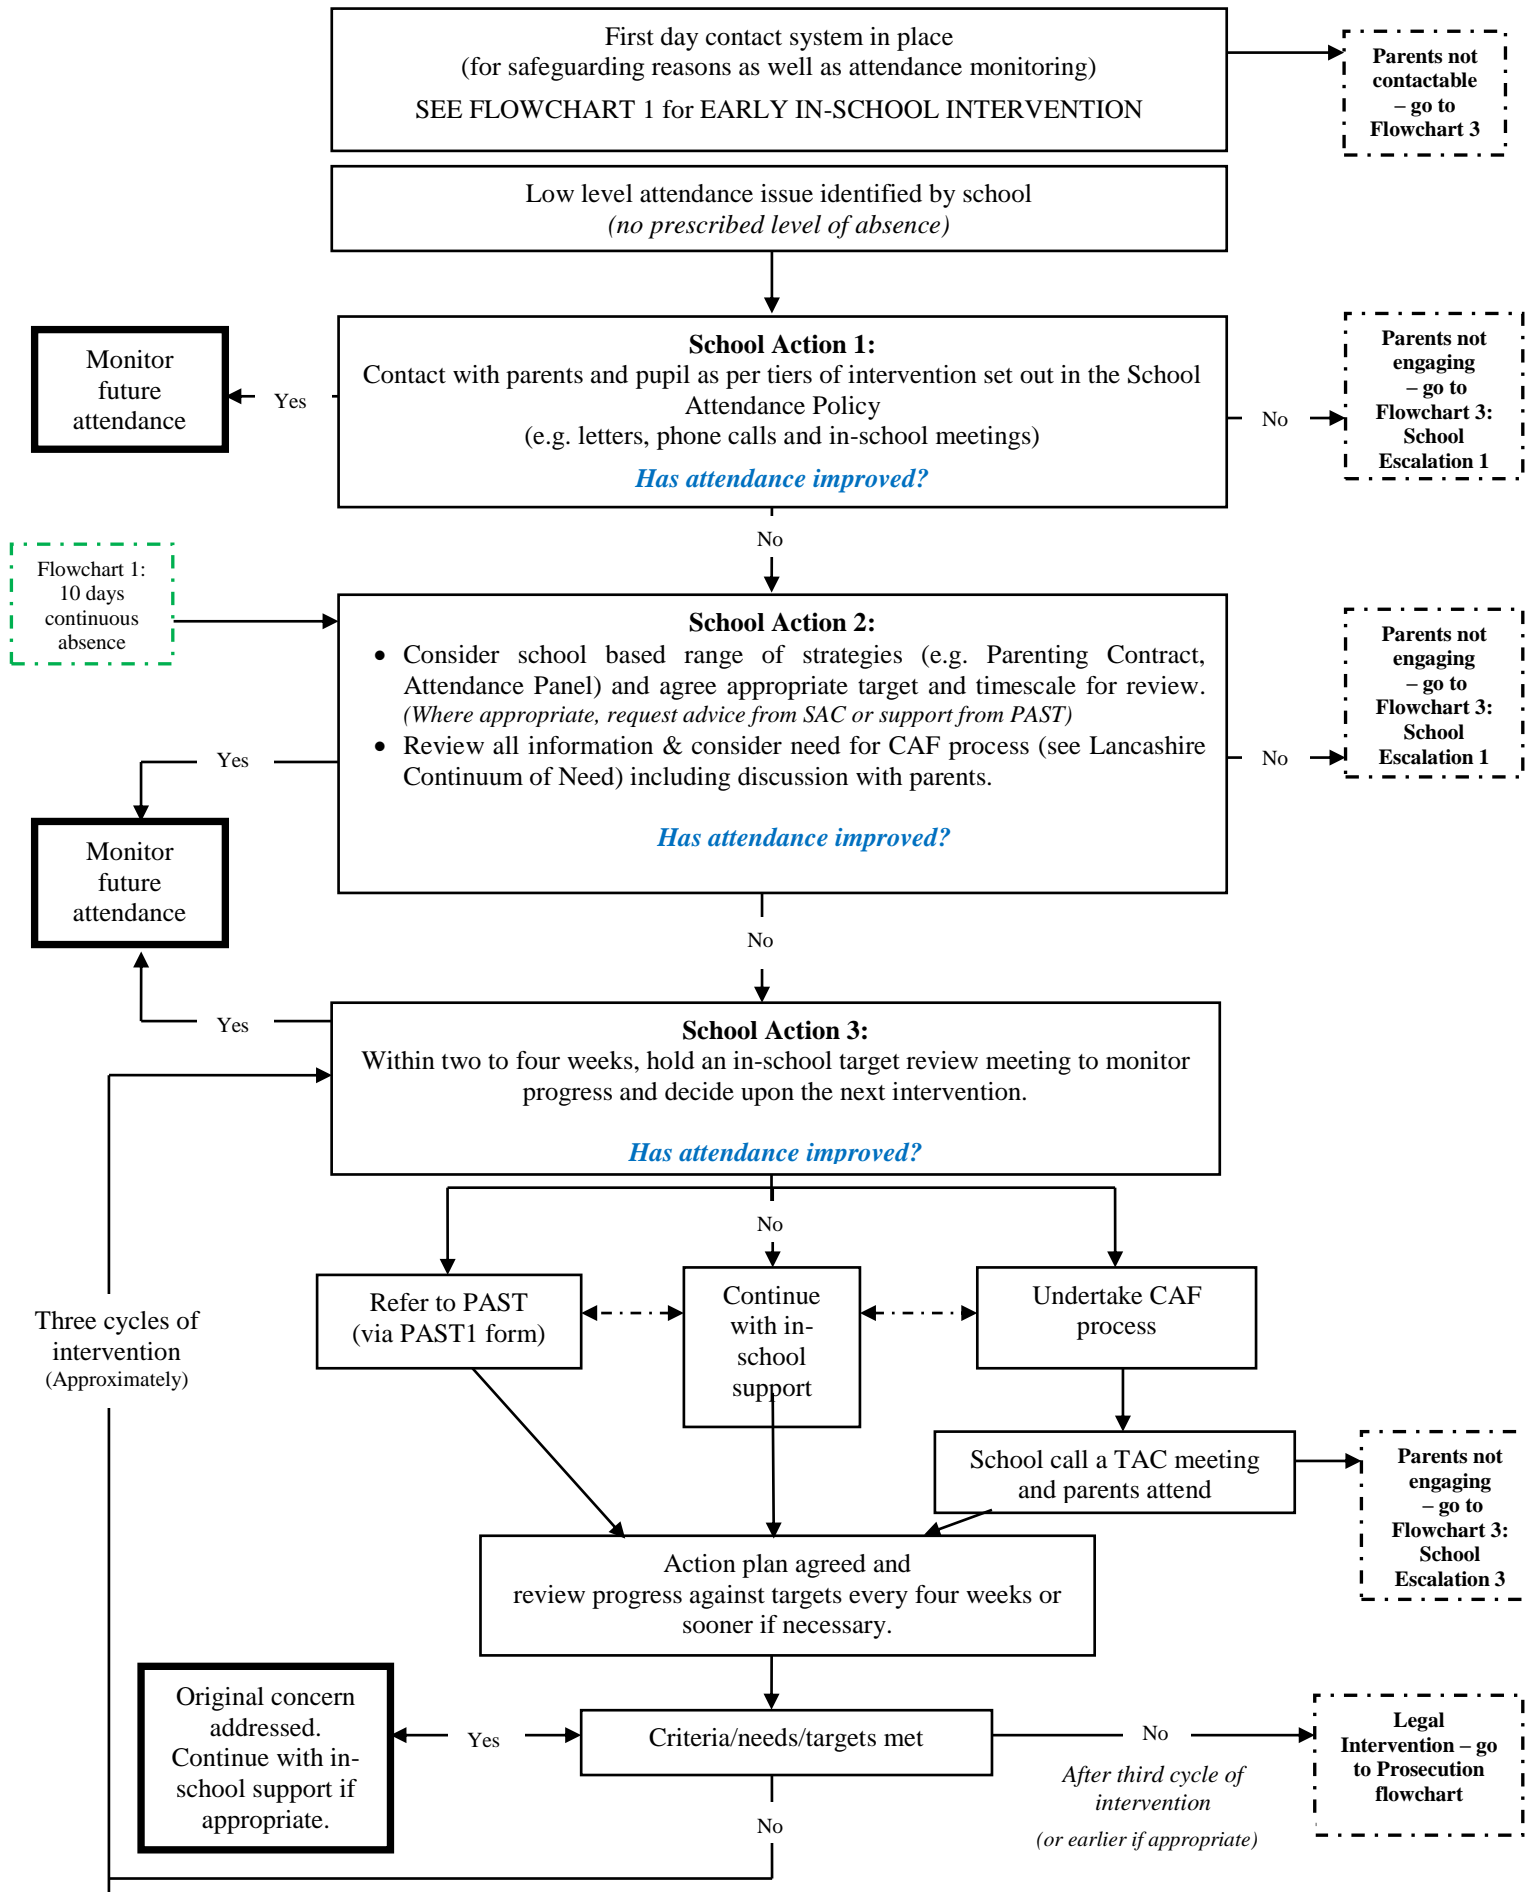 First day contact system in place
(for safeguarding reasons as well as attendance monitoring)
SEE FLOWCHART 1 for EARLY IN-SCHOOL INTERVENTION
Parents not
contactable
– go to
Flowchart 3
Low level attendance issue identified by school
(no prescribed level of absence)
Monitor
future
attendance
Yes
School Action 1:
Contact with parents and pupil as per tiers of intervention set out in the School
Attendance Policy
(e.g. letters, phone calls and in-school meetings)
Has attendance improved?
No
Parents not
engaging
– go to
Flowchart 3:
School
Escalation 1
No
Flowchart 1:
10 days
continuous
absence
School Action 2:
• Consider school based range of strategies (e.g. Parenting Contract,
Attendance Panel) and agree appropriate target and timescale for review.
(Where appropriate, request advice from SAC or support from PAST)
• Review all information & consider need for CAF process (see Lancashire
Continuum of Need) including discussion with parents.
Has attendance improved?
Yes
No
Parents not
engaging
– go to
Flowchart 3:
School
Escalation 1
Monitor
future
attendance
No
Yes
School Action 3:
Within two to four weeks, hold an in-school target review meeting to monitor
progress and decide upon the next intervention.
Has attendance improved?
No
Three cycles of
intervention
(Approximately)
Refer to PAST
(via PAST1 form)
Continue
with in-
school
support
Undertake CAF
process
School call a TAC meeting
and parents attend
Parents not
engaging
– go to
Flowchart 3:
School
Escalation 3
Action plan agreed and
review progress against targets every four weeks or
sooner if necessary.
Original concern
addressed.
Continue with in-
school support if
appropriate.
Yes
Criteria/needs/targets met
No
After third cycle of
intervention
(or earlier if appropriate)
Legal
Intervention – go
to Prosecution
flowchart
No